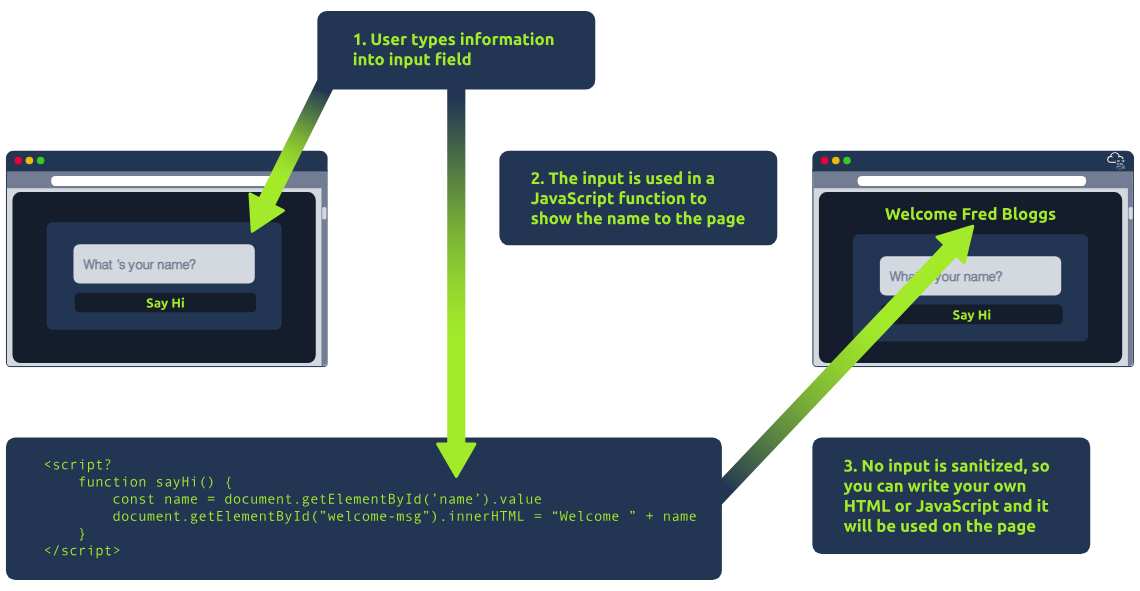 1. User types information
into input field
What 's your name?
Say Hi
2. The input is used in a
JavaScript function to
show the name to the page
Welcome Fred Bloggs
What your name?
Say Hi
<script?
function sayHi() {
const name = document.getElementById(’name’).value
document.getElementById(”welcome-msg”).innerHTML = “Welcome ” + name
}
</script>
3. No input is sanitized, so
you can write your own
HTML or JavaScript and it
will be used on the page